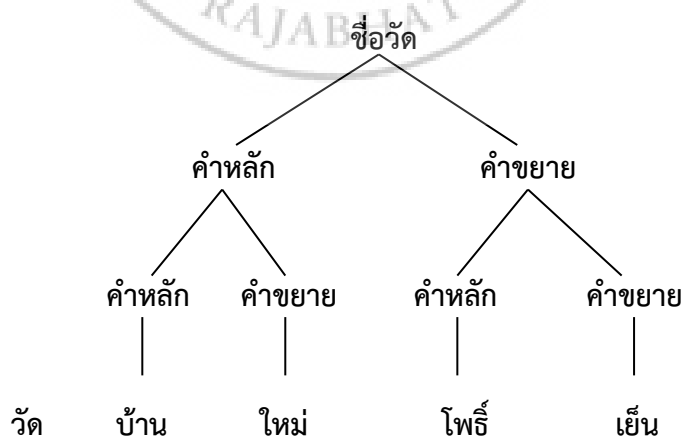 RAJABHAT
ชื่อวัด
คำหลัก คำขยาย
คำหลัก คำขยาย คำหลัก คำขยาย
วัด บ้าน ใหม่ โพธิ์ เย็น